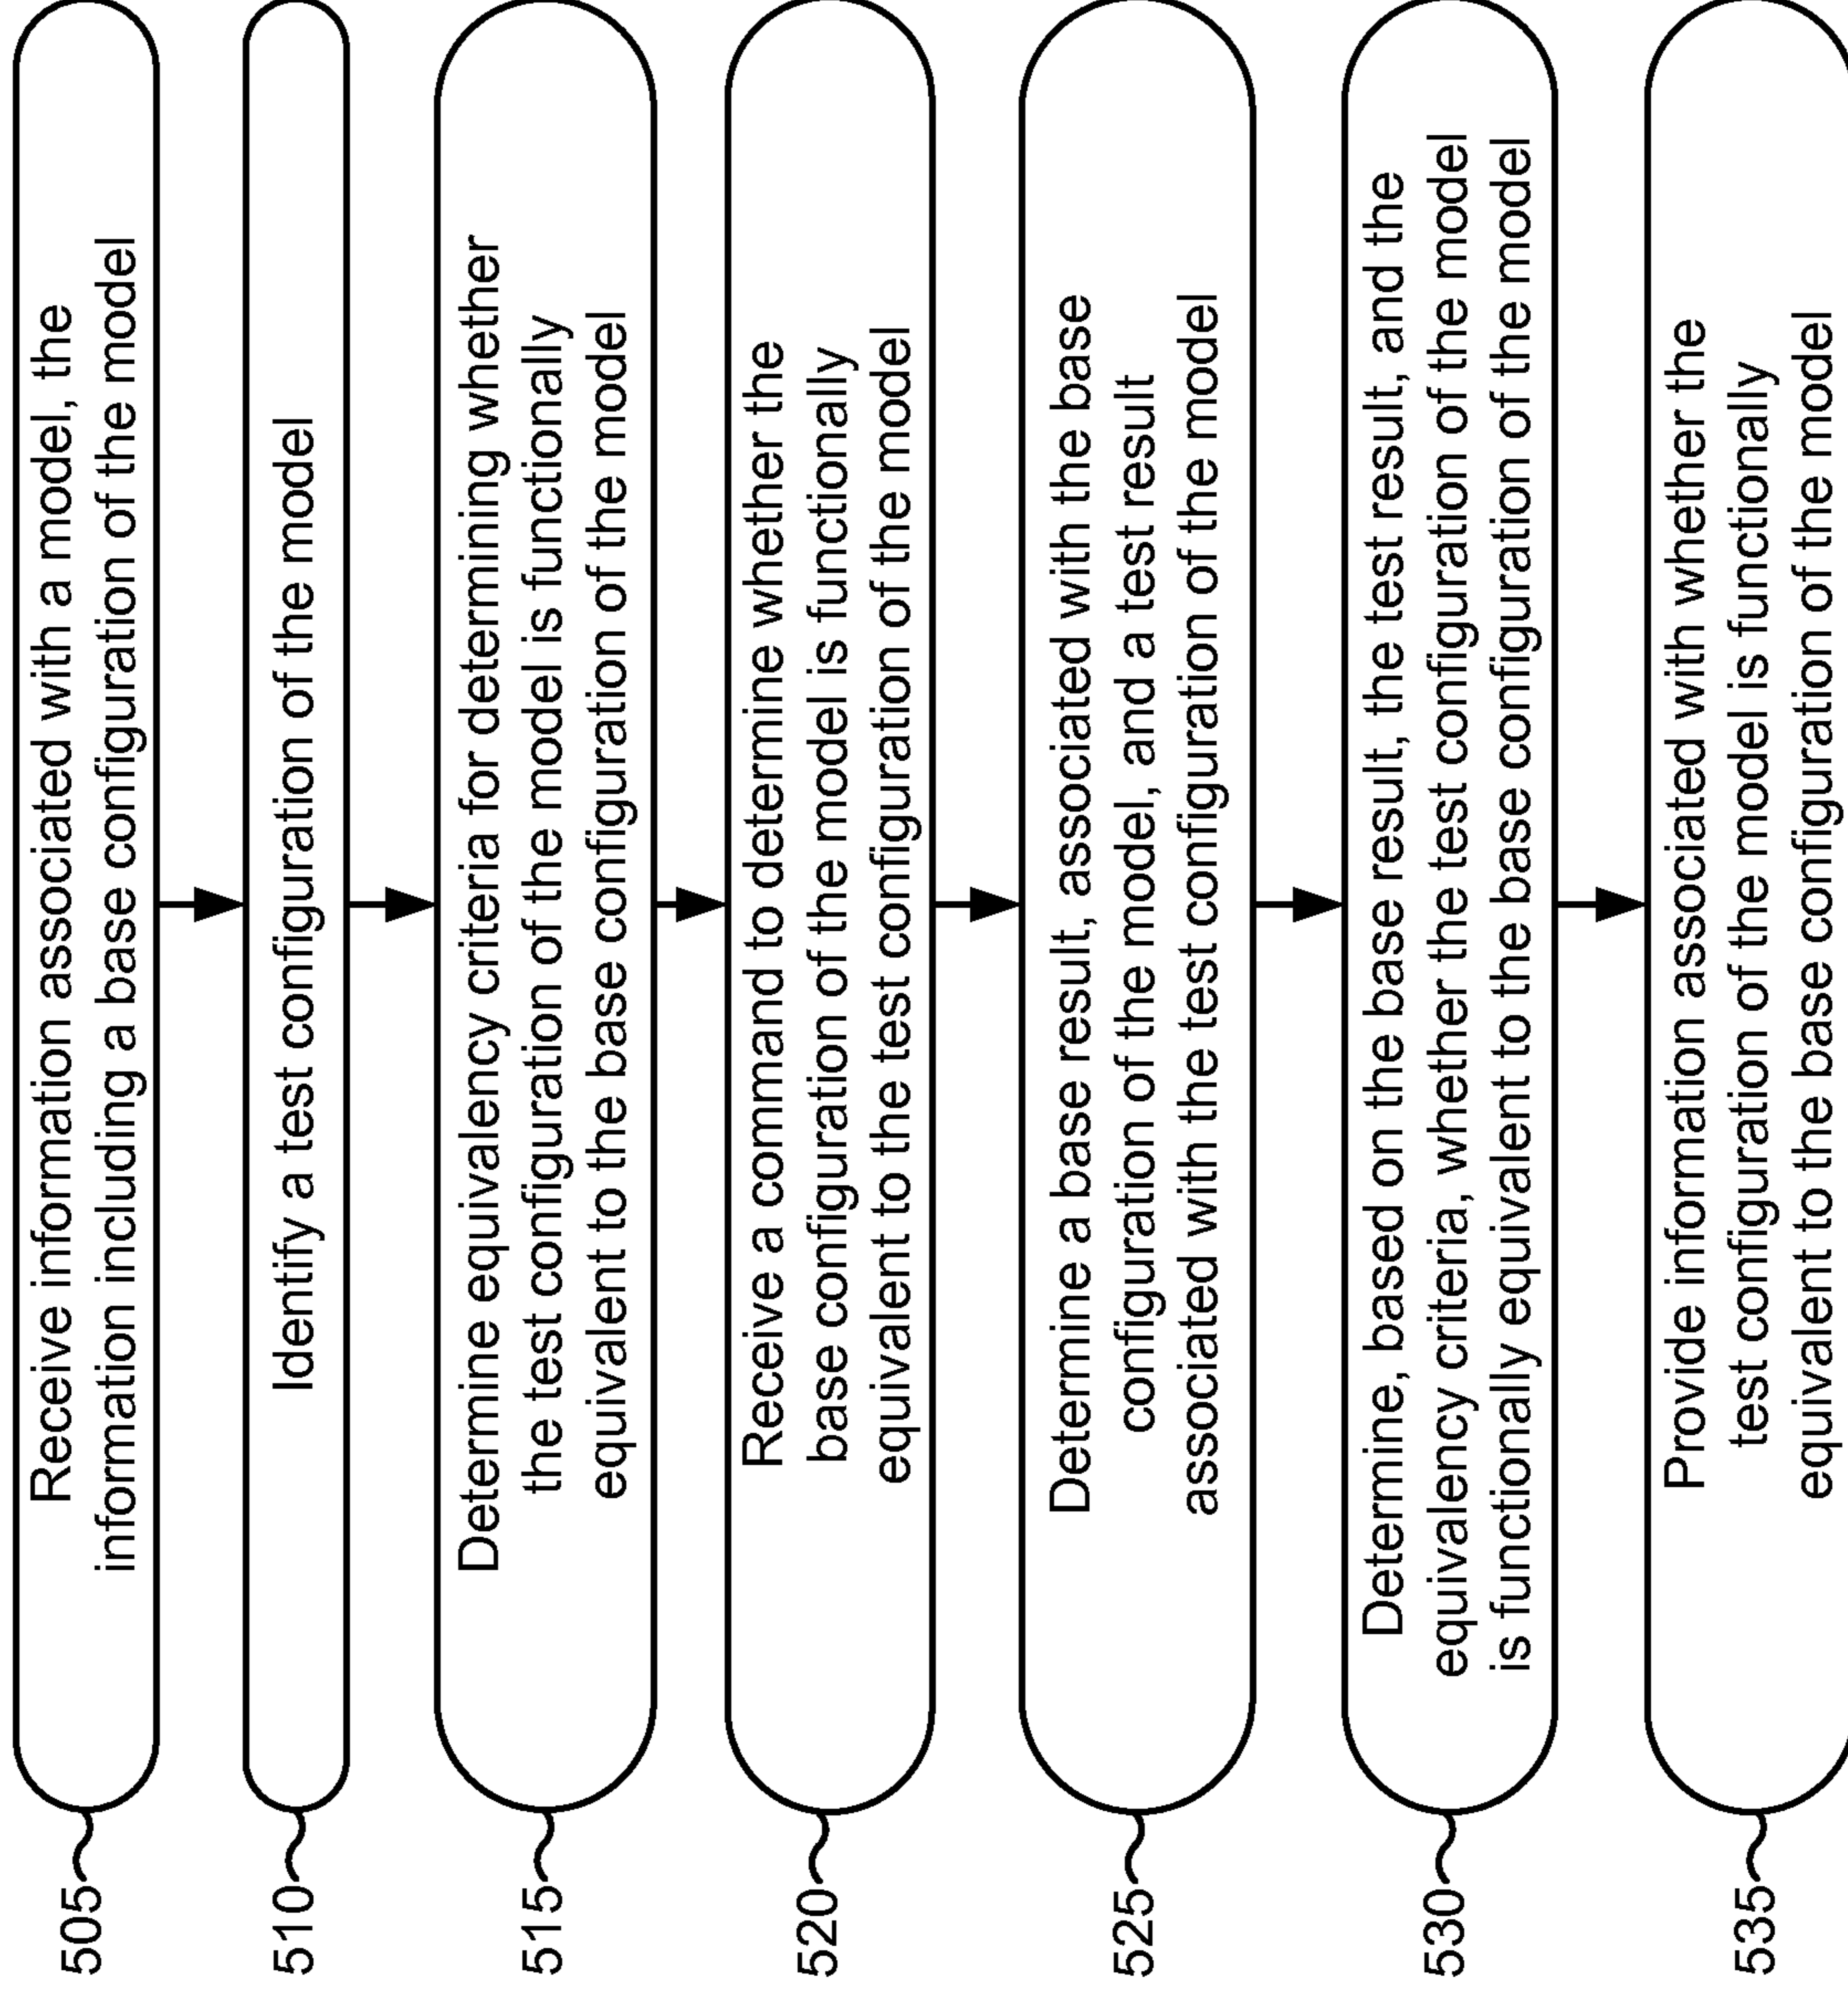 505
Receive information associated with a model, the
information including a base configuration of the model
510
Identify a test configuration of the model
515
Determine equivalency criteria for determining whether
the test configuration of the model is functionally
equivalent to the base configuration of the model
520
Receive a command to determine whether the
base configuration of the model is functionally
equivalent to the test configuration of the model
525
Determine a base result, associated with the base
configuration of the model, and a test result
associated with the test configuration of the model
530
Determine, based on the base result, the test result, and the
equivalency criteria, whether the test configuration of the model
is functionally equivalent to the base configuration of the model
535
Provide information associated with whether the
test configuration of the model is functionally
equivalent to the base configuration of the model